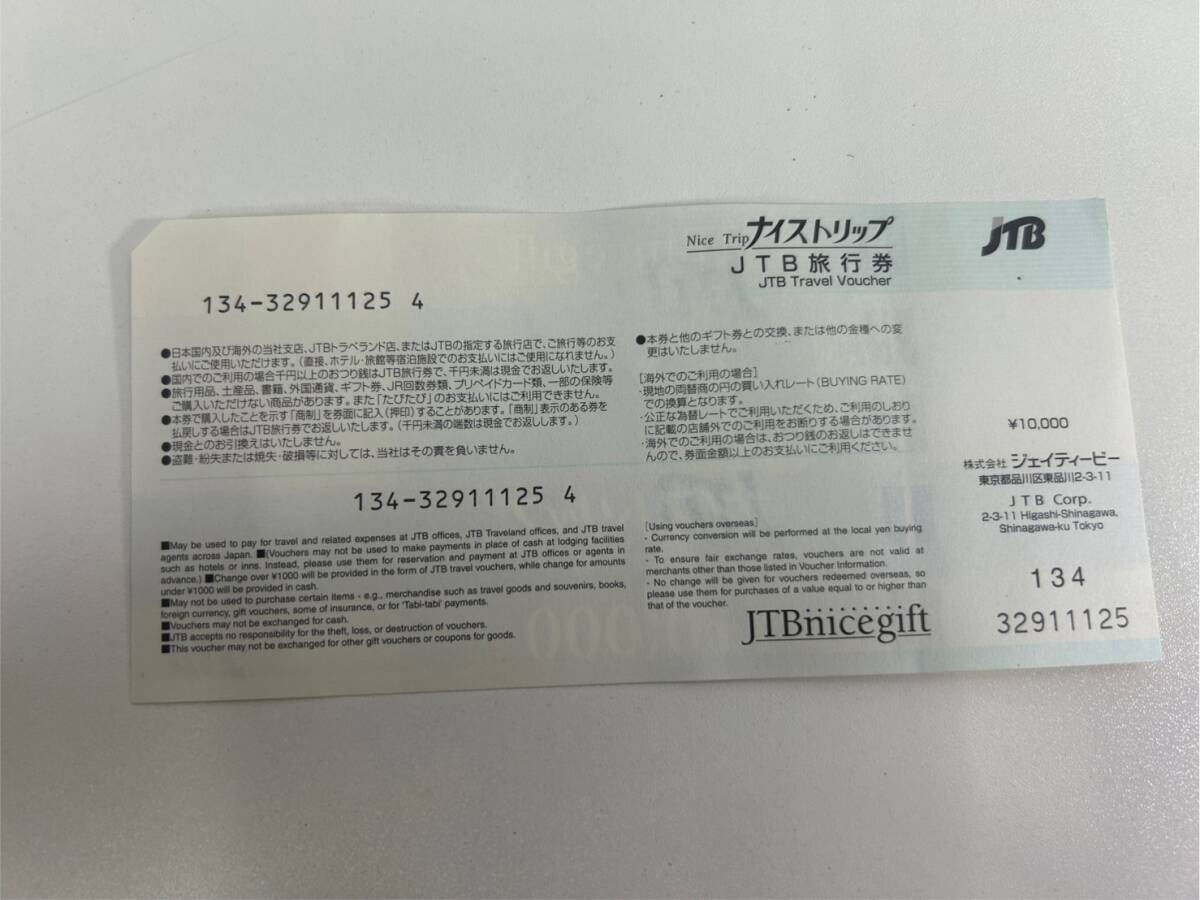 Nice Trip ナイストリップ
JTB旅行券
JTB Travel Voucher
JTB
134-32911125 4
●日本国内及び海外の当社支店、JTBトラベランド店、またはJTBの指定する旅行店で、ご旅行等のお支
払いにご使用いただけます。(直接、ホテル・旅館等宿泊施設でのお支払いにはご使用になれません。)
●国内でのご利用の場合千円以上のおつり銭はJTB旅行券で、千円未満は現金でお返しいたします。
●旅行用品、土産品、書籍、外国通貨、ギフト券、JR回数券類、プリペイドカード類、一部の保険等
ご購入いただけない商品があります。また「たびたび」のお支払いにはご利用できません。
●本券で購入したことを示す「商制」を券面に記入(押印)することがあります。「商制」表示のある券を
払戻しする場合はJTB旅行券でお返しいたします。(千円未満の端数は現金でお返しします。)
●現金とのお引換えはいたしません。
●盗難・紛失または焼失・破損等に対しては、当社はその責を負いません。
●本券と他のギフト券との交換、または他の金種への変
更はいたしません。
[海外でのご利用の場合]
・現地の両替商の円の買い入れレート(BUYING RATE)
での換算となります。
・公正な為替レートでご利用いただくため、ご利用のしおり
に記載の店舗外でのご利用をお断りする場合があります。
・海外でのご利用の場合は、おつり銭のお返しはできませ
んので、券面金額以上のお支払いにご利用ください。
134-32911125 4
■May be used to pay for travel and related expenses at JTB offices, JTB Traveland offices, and JTB travel
agents across Japan. ■(Vouchers may not be used to make payments in place of cash at lodging facilities
such as hotels or inns. Instead, please use them for reservation and payment at JTB offices or agents in
advance.) ■Change over ¥1000 will be provided in the form of JTB travel vouchers, while change for amounts
under ¥1000 will be provided in cash.
■May not be used to purchase certain items - e.g., merchandise such as travel goods and souvenirs, books,
foreign currency, gift vouchers, some of insurance, or for 'Tabi-tabi' payments.
■Vouchers may not be exchanged for cash.
■JTB accepts no responsibility for the theft, loss, or destruction of vouchers.
■This voucher may not be exchanged for other gift vouchers or coupons for goods.
[Using vouchers overseas]
- Currency conversion will be performed at the local yen buying
rate.
- To ensure fair exchange rates, vouchers are not valid at
merchants other than those listed in Voucher Information.
- No change will be given for vouchers redeemed overseas, so
please use them for purchases of a value equal to or higher than
that of the voucher.
JTBnicegift
¥10,000
株式会社 ジェイティービー
東京都品川区東品川2-3-11
JTB Corp.
2-3-11 Higashi-Shinagawa,
Shinagawa-ku Tokyo
134
32911125